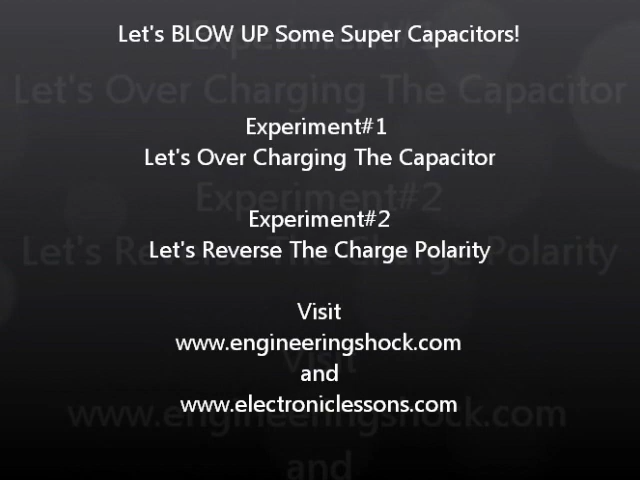 Let's BLOW UP Some Super Capacitors!
Experiment#1
Let's Over Charging The Capacitor
Experiment#2
Let's Reverse The Charge Polarity
Visit
www.engineeringshock.com
and
www.electroniclessons.com